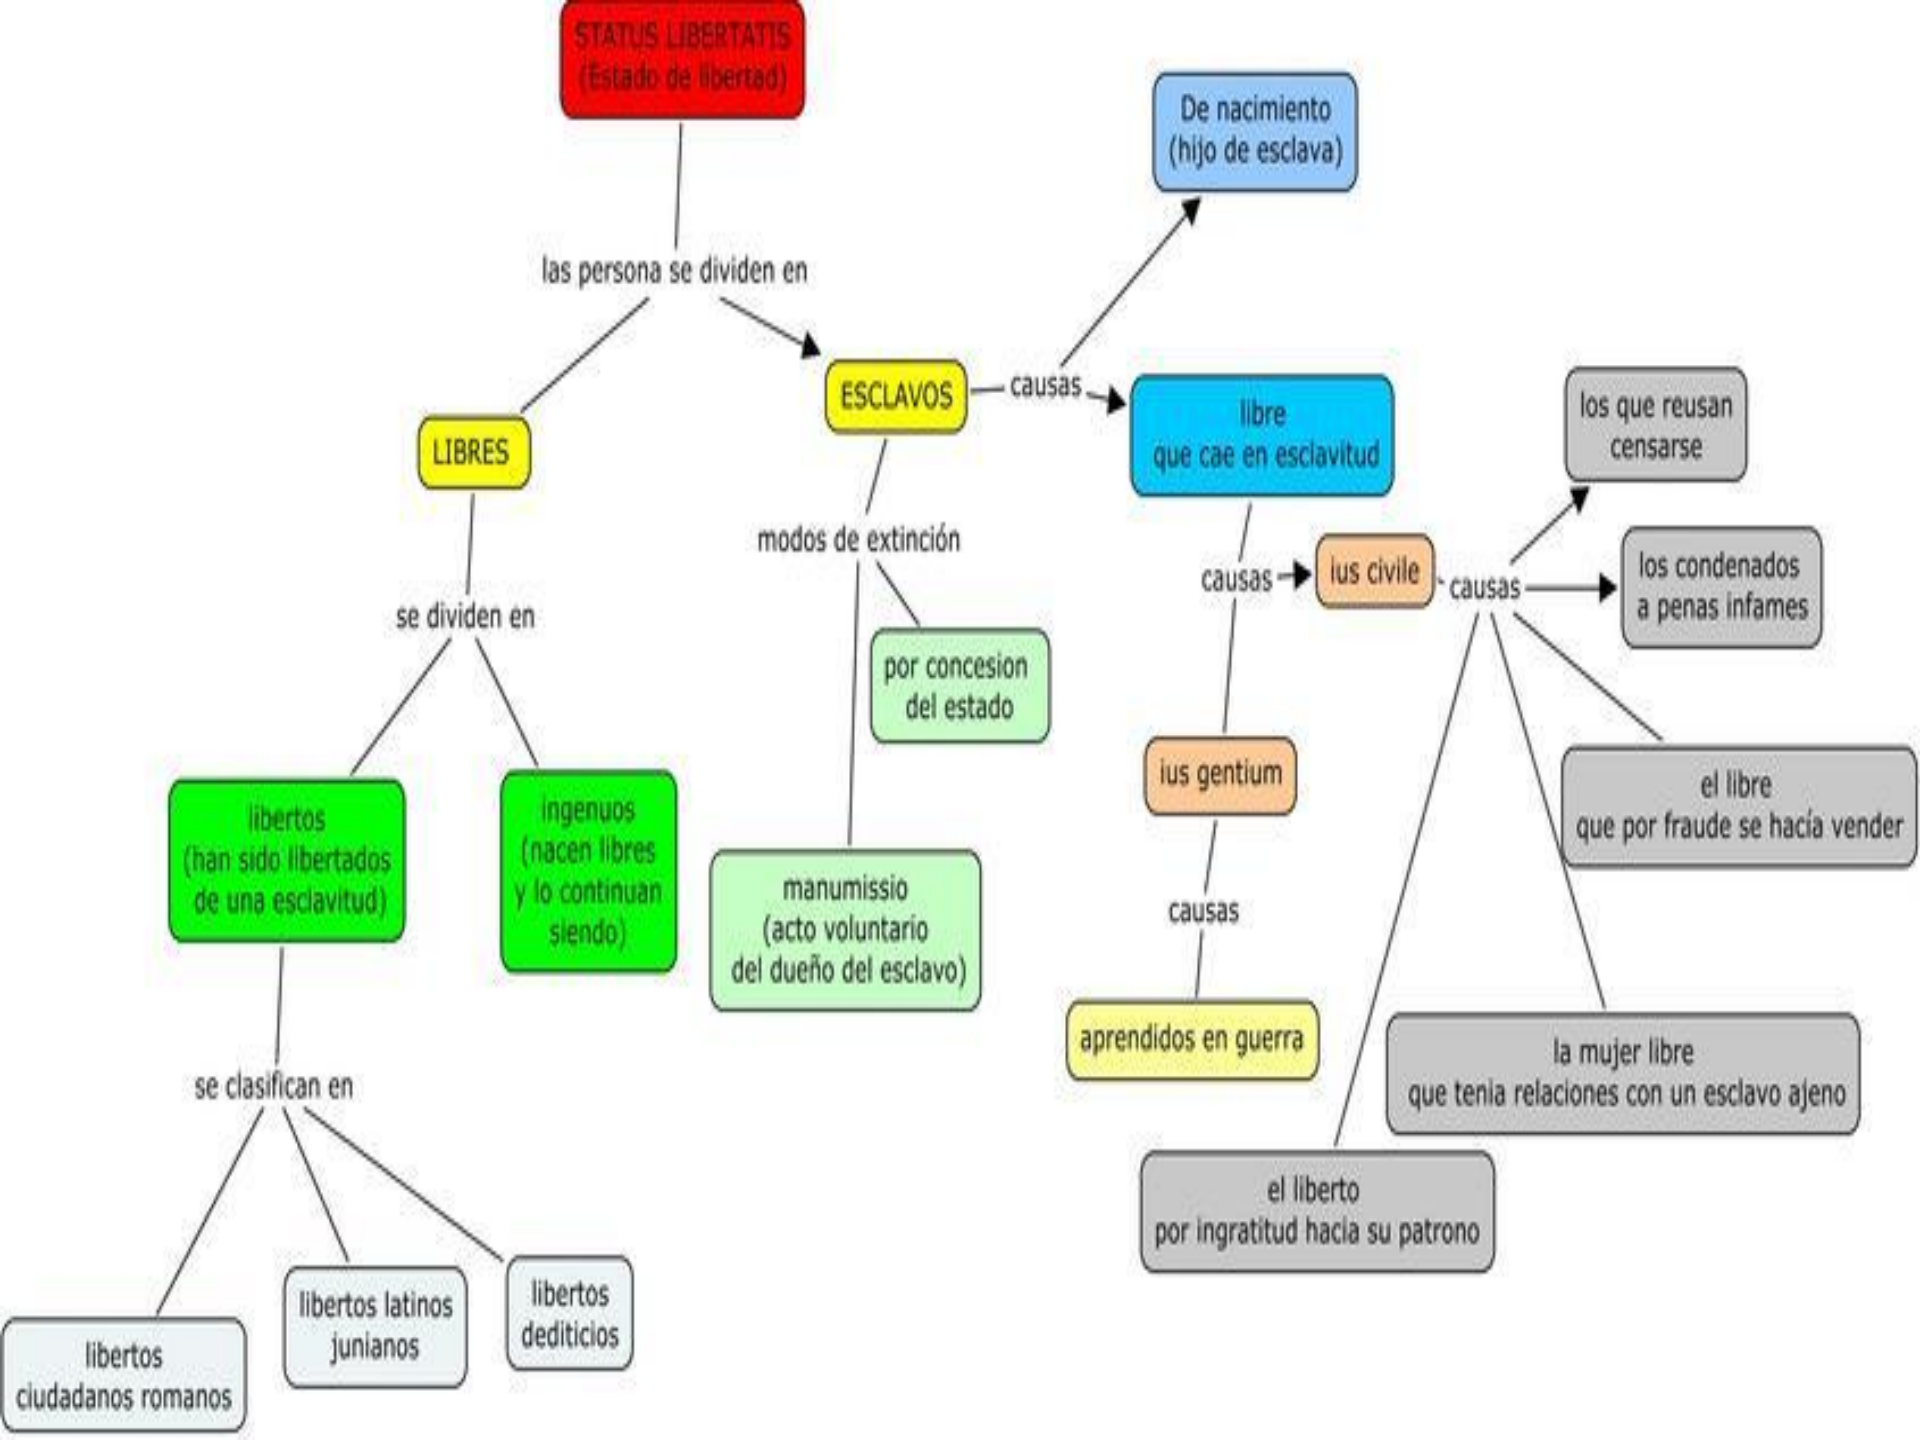 STATUS LIBERTATIS
(Estado de libertad)
De nacimiento
(hijo de esclava)
las persona se dividen en
ESCLAVOS
causas
libre
que cae en esclavitud
los que reusan
censarse
LIBRES
modos de extinción
causas
ius civile
causas
los condenados
a penas infames
se dividen en
por concesion
del estado
ius gentium
el libre
que por fraude se hacía vender
libertos
(han sido libertados
de una esclavitud)
ingenuos
(nacen libres
y lo continuan
siendo)
manumissio
(acto voluntario
del dueño del esclavo)
causas
aprendidos en guerra
la mujer libre
que tenia relaciones con un esclavo ajeno
se clasifican en
el liberto
por ingratitud hacia su patrono
libertos
ciudadanos romanos
libertos latinos
junianos
libertos
dediticios